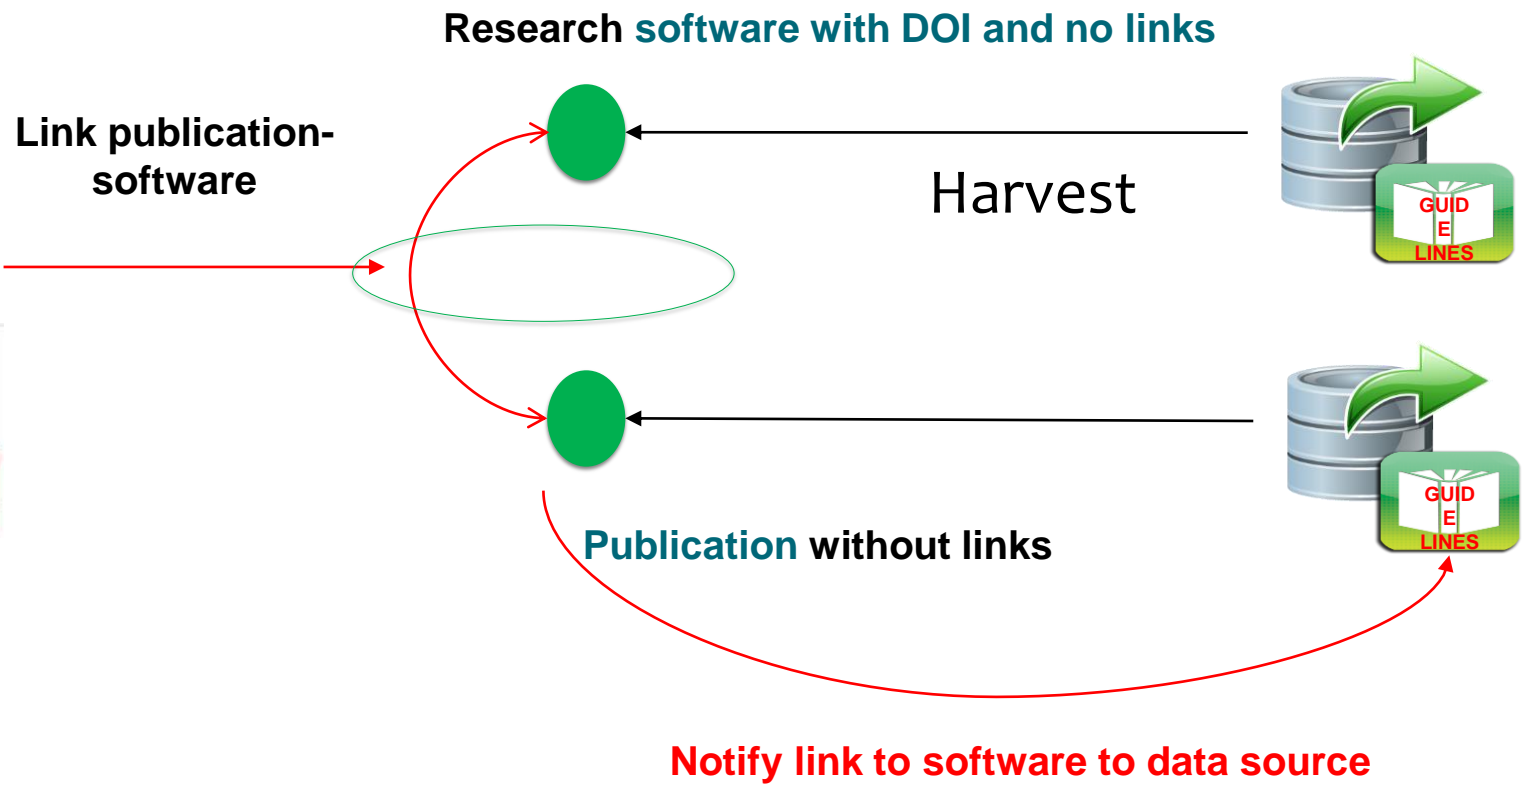 Research software with DOI and no links
Link publication-
software
Harvest
GUID
E
LINES
GUID
E
LINES
Publication without links
Notify link to software to data source